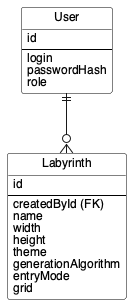 User
id
login
passwordHash
role
Labyrinth
id
createdById (FK)
name
width
height
theme
generationAlgorithm
entryMode
grid